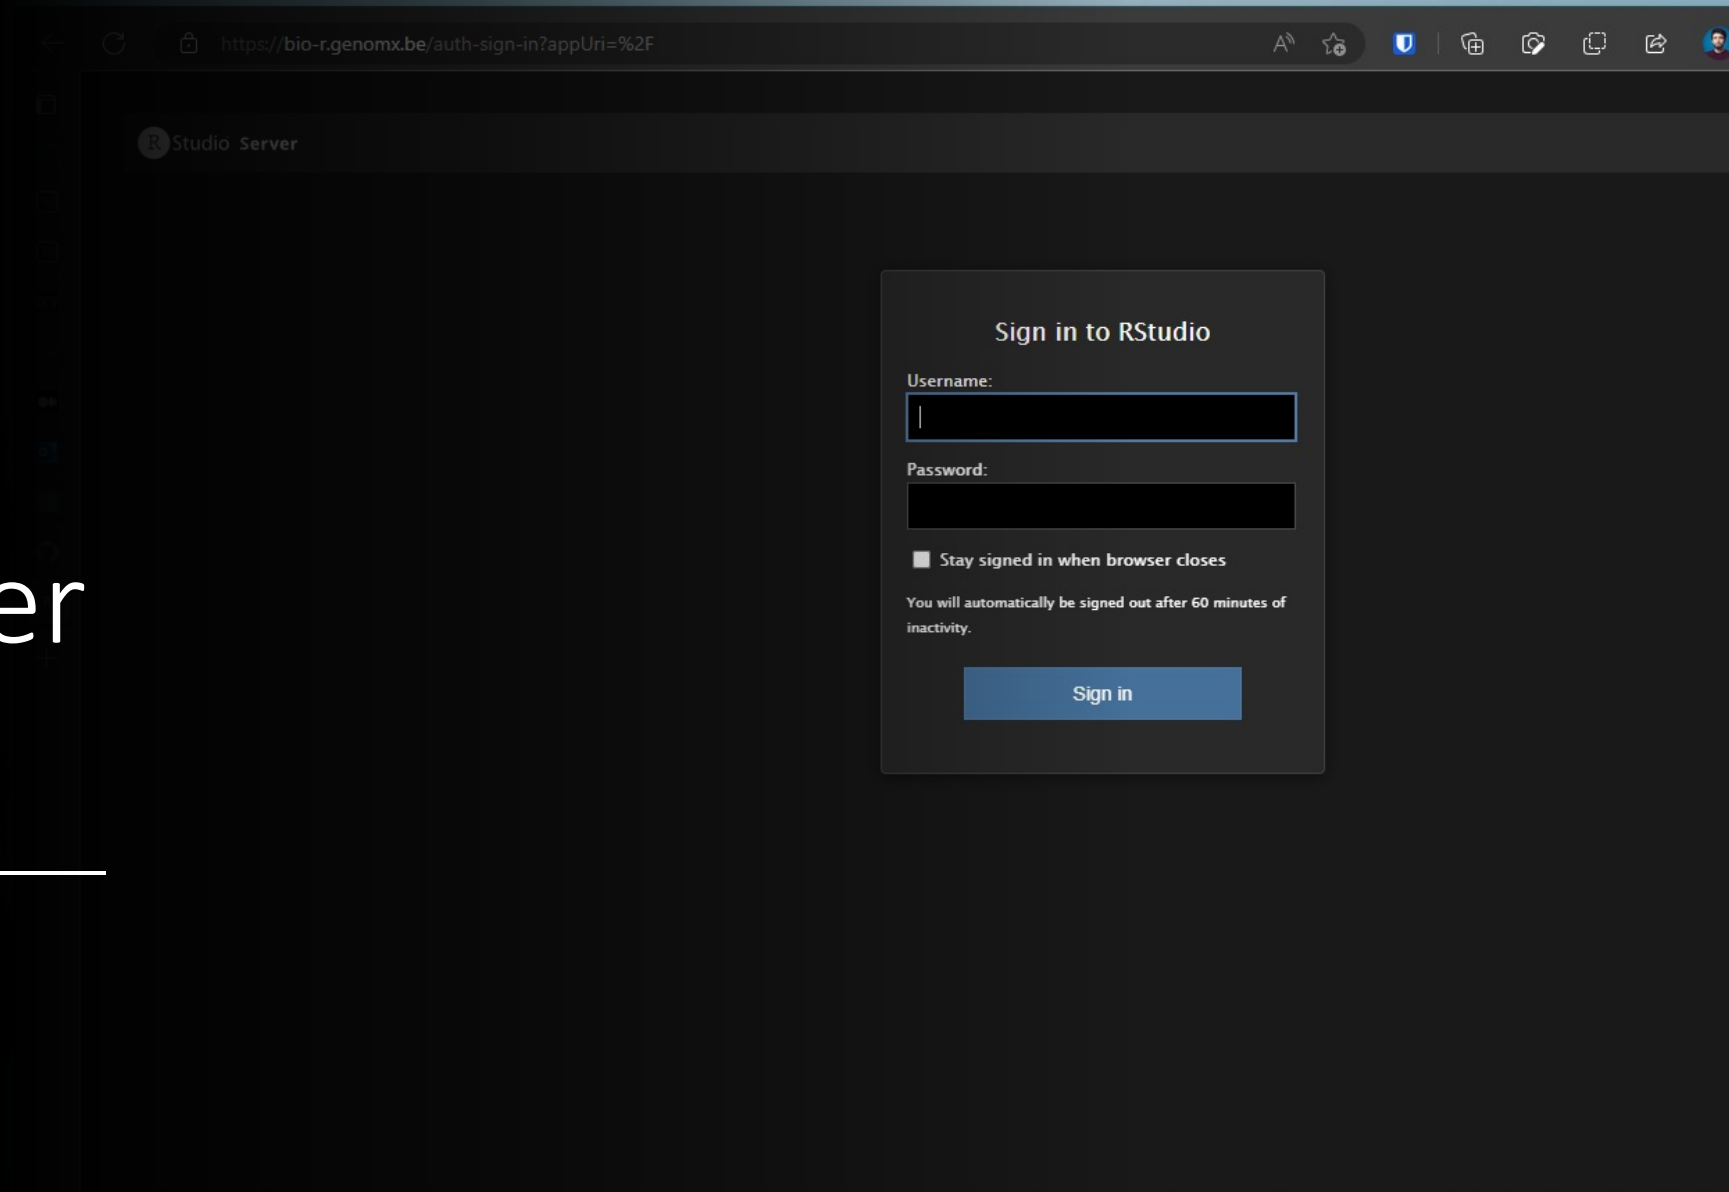 https://bio-r.genomx.be/auth-sign-in?appUri=%2F
R Studio Server
Sign in to RStudio
Username:
Password:
Stay signed in when browser closes
You will automatically be signed out after 60 minutes of
inactivity.
Sign in
er